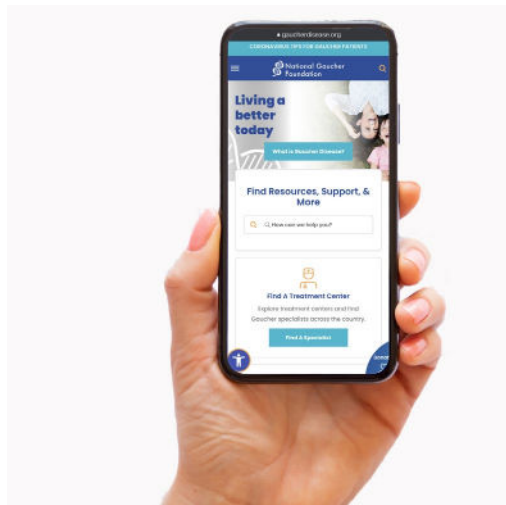 gaucherdisease.org
CORONAVIRUS TIPS FOR GAUCHER PATIENTS
National Gaucher
Foundation
Living a
better
today
What is Gaucher Disease?
Find Resources, Support, &
More
How can we help you?
Find A Treatment Center
Explore treatment centers and find
Gaucher specialists across the country.
Find A Specialist